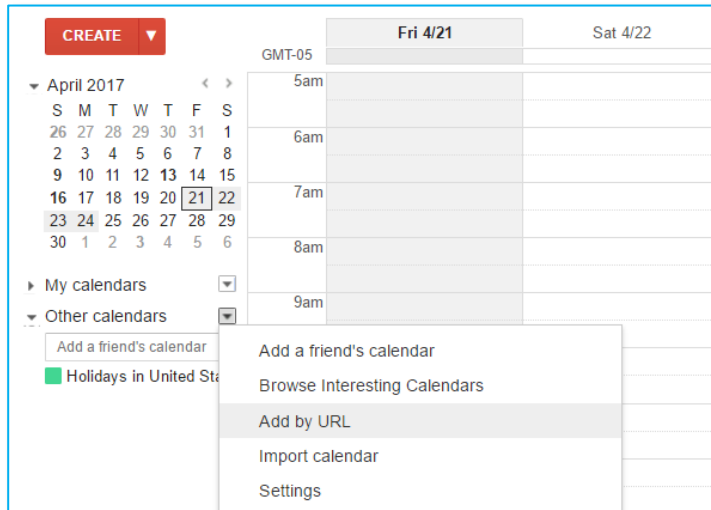 CREATE
Fri 4/21 Sat 4/22
GMT-05
April 2017 < >
S M T W T F S
26 27 28 29 30 31 1
2 3 4 5 6 7 8
9 10 11 12 13 14 15
16 17 18 19 20 21 22
23 24 25 26 27 28 29
30 1 2 3 4 5 6
5am
6am
7am
8am
9am
My calendars
Other calendars
Add a friend's calendar
Holidays in United Sta
Add a friend's calendar
Browse Interesting Calendars
Add by URL
Import calendar
Settings